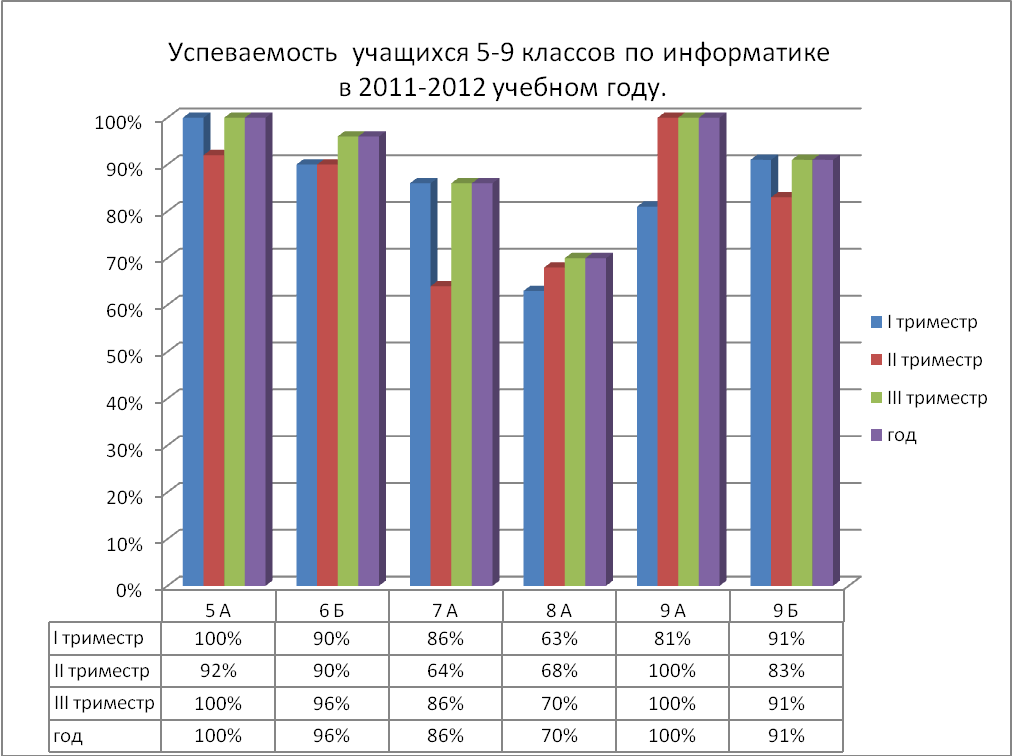 Успеваемость учащихся 5-9 классов по информатике
в 2011-2012 учебном году.
100%
90%
80%
70%
60%
50%
40%
30%
20%
10%
0%
I триместр
II триместр
III триместр
год
5 А 6 Б 7 А 8 А 9 А 9 Б
I триместр 100% 90% 86% 63% 81% 91%
II триместр 92% 90% 64% 68% 100% 83%
III триместр 100% 96% 86% 70% 100% 91%
год 100% 96% 86% 70% 100% 91%